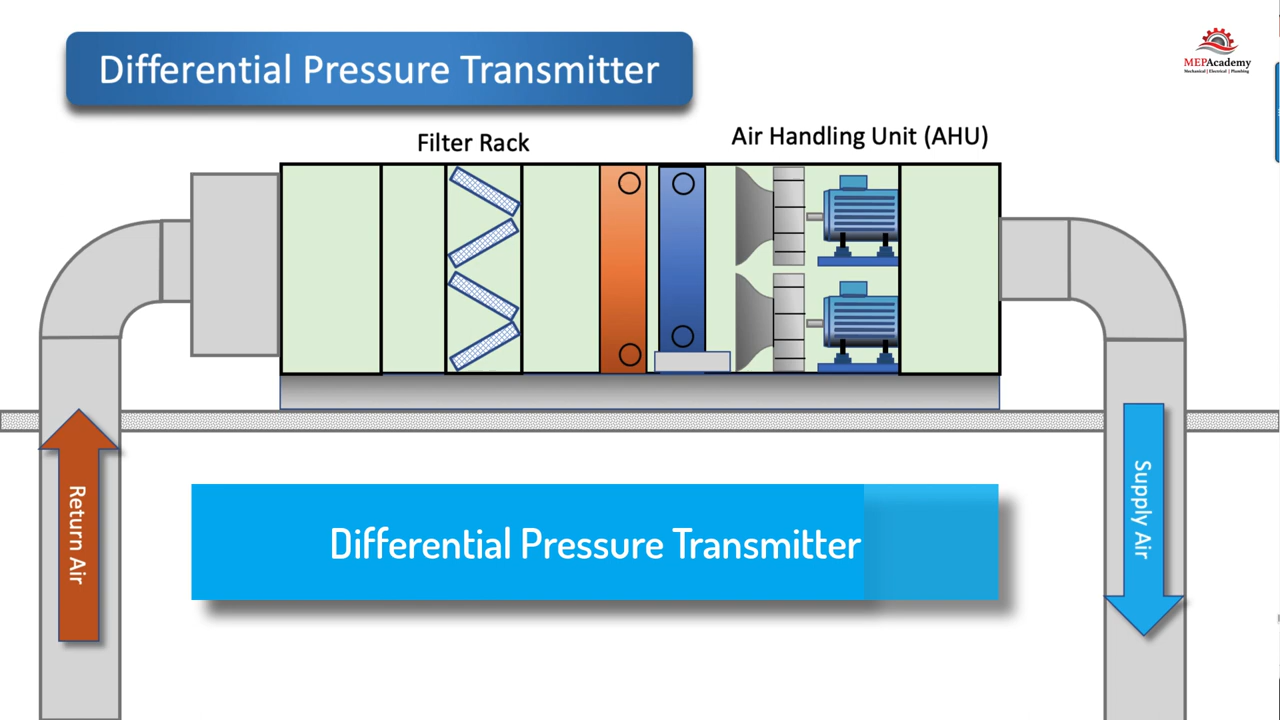 Differential Pressure Transmitter
MEPAcademy
Mechanical | Electrical | Plumbing
Filter Rack
Air Handling Unit (AHU)
Return Air
Supply Air
Differential Pressure Transmitter